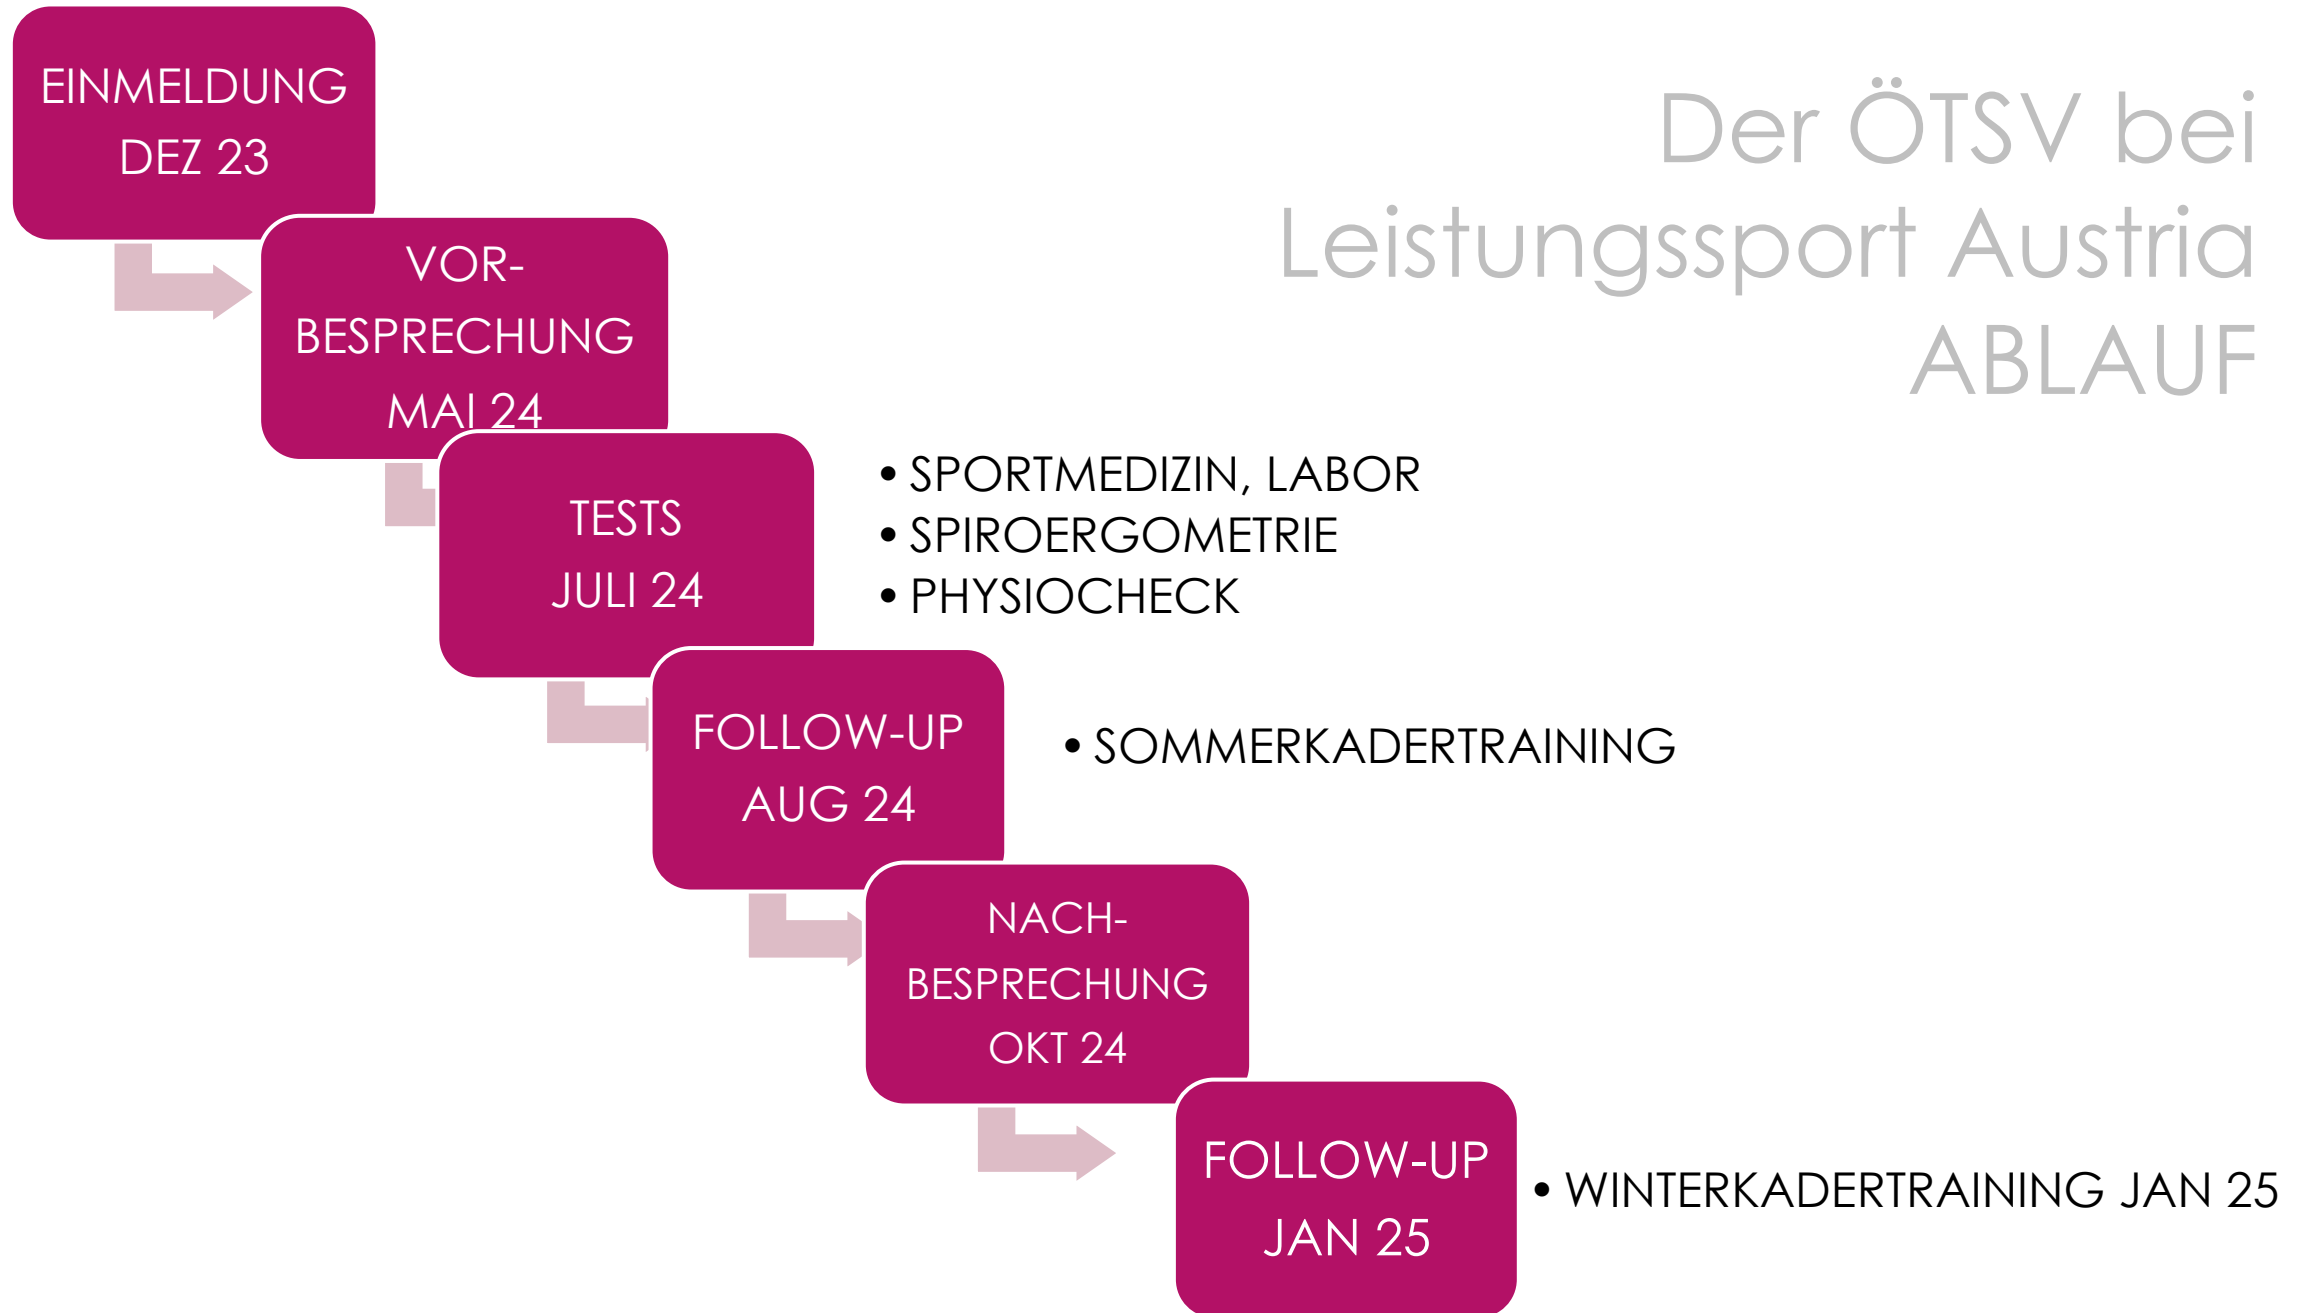 Der ÖTSV bei
Leistungssport Austria
ABLAUF
EINMELDUNG
DEZ 23
VOR-
BESPRECHUNG
MAI 24
TESTS
JULI 24
• SPORTMEDIZIN, LABOR
• SPIROERGOMETRIE
• PHYSIOCHECK
FOLLOW-UP
AUG 24
• SOMMERKADERTRAINING
NACH-
BESPRECHUNG
OKT 24
FOLLOW-UP
JAN 25
• WINTERKADERTRAINING JAN 25